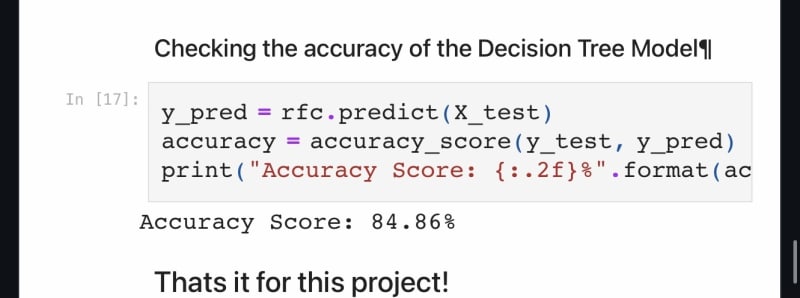 Checking the accuracy of the Decision Tree Model¶
In [17]:
y_pred = rfc.predict(X_test)
accuracy = accuracy_score(y_test, y_pred)
print("Accuracy Score: {:.2f}%".format(ac
Accuracy Score: 84.86%
Thats it for this project!